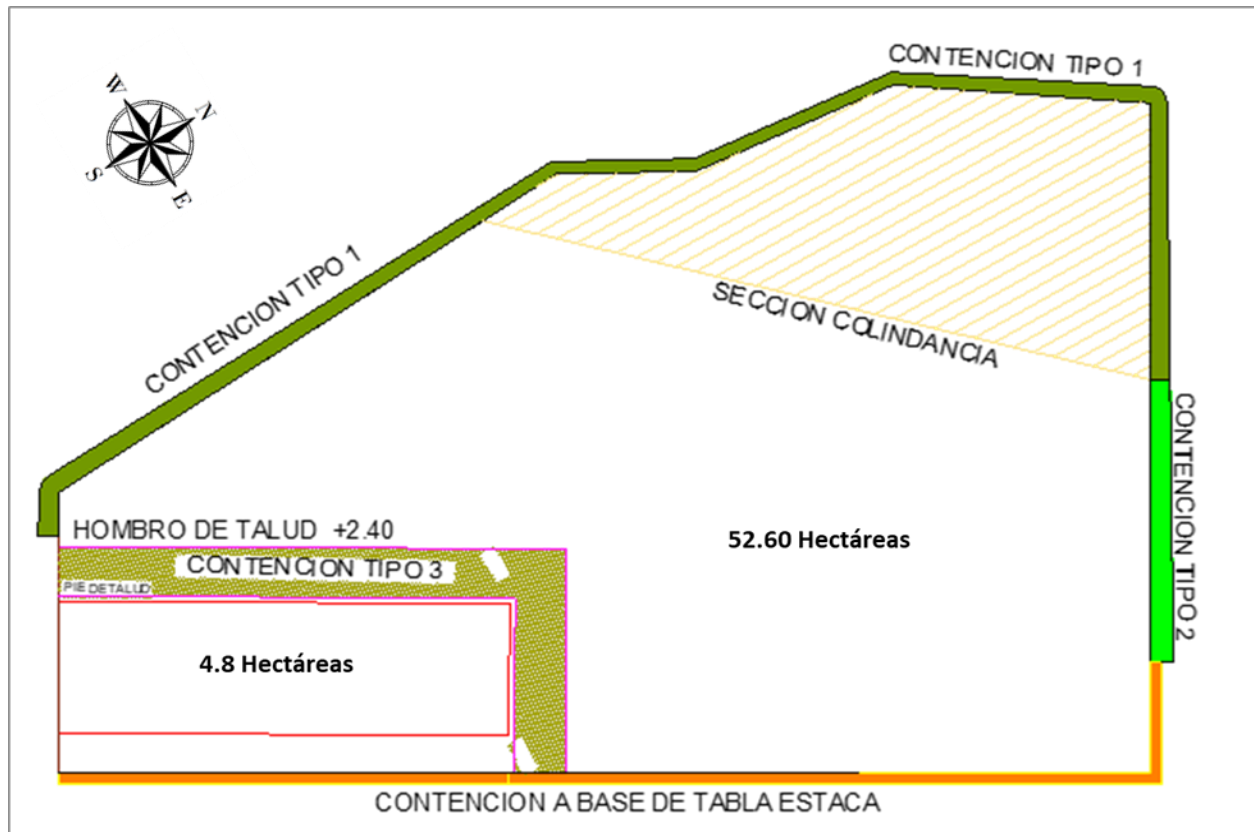 CONTENCION TIPO 1
W
N
S
E
CONTENCION TIPO 1
SECCION COLINDANCIA
CONTENCION TIPO 2
HOMBRO DE TALUD +2.40
52.60 Hectáreas
CONTENCION TIPO 3
PIE DE TALUD
4.8 Hectáreas
CONTENCION A BASE DE TABLA ESTACA